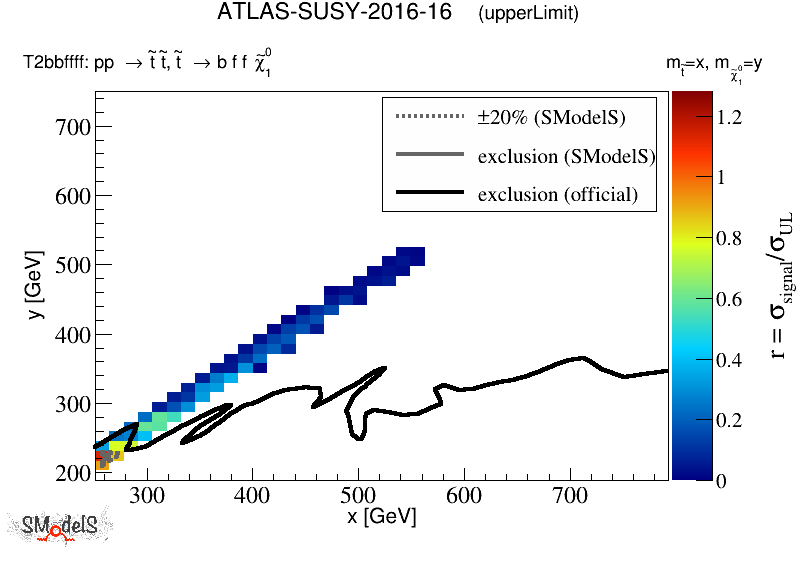 ATLAS-SUSY-2016-16 (upperLimit)
T2bbffff: pp → t̃ t̃, t̃ → b f f χ̃⁰₁
m_t̃=x, m_χ̃⁰₁=y
±20% (SModelS)
exclusion (SModelS)
exclusion (official)
700
600
500
400
300
200
y [GeV]
300 400 500 600 700
x [GeV]
1.2
1
0.8
0.6
0.4
0.2
0
r = σ_signal/σ_UL
SModelS